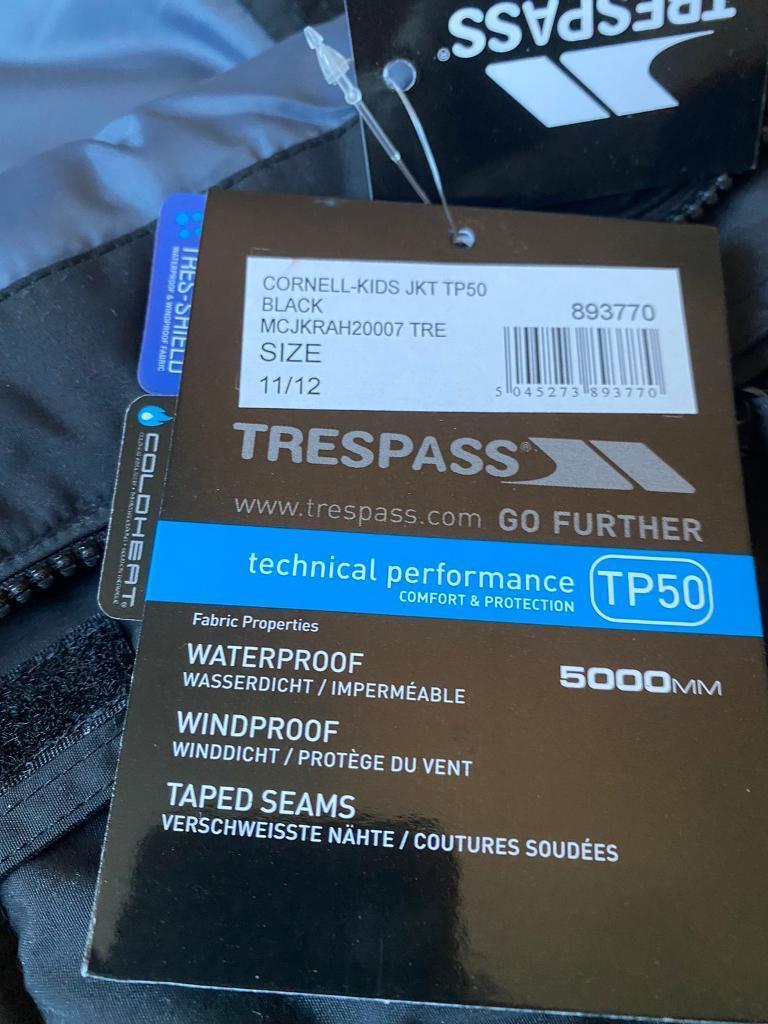 TRESPASS®
CORNELL-KIDS JKT TP50
BLACK
893770
MCJKRAH20007 TRE
SIZE
11/12
5 045273 893770
TRES-SHIELD
WATERPROOF & WINDPROOF FABRIC
COLDHEAT®
TRESPASS®
www.trespass.com GO FURTHER
technical performance
COMFORT & PROTECTION
TP50
Fabric Properties
WATERPROOF
5000MM
WASSERDICHT / IMPERMÉABLE
WINDPROOF
WINDDICHT / PROTÈGE DU VENT
TAPED SEAMS
VERSCHWEISSTE NÄHTE / COUTURES SOUDÉES